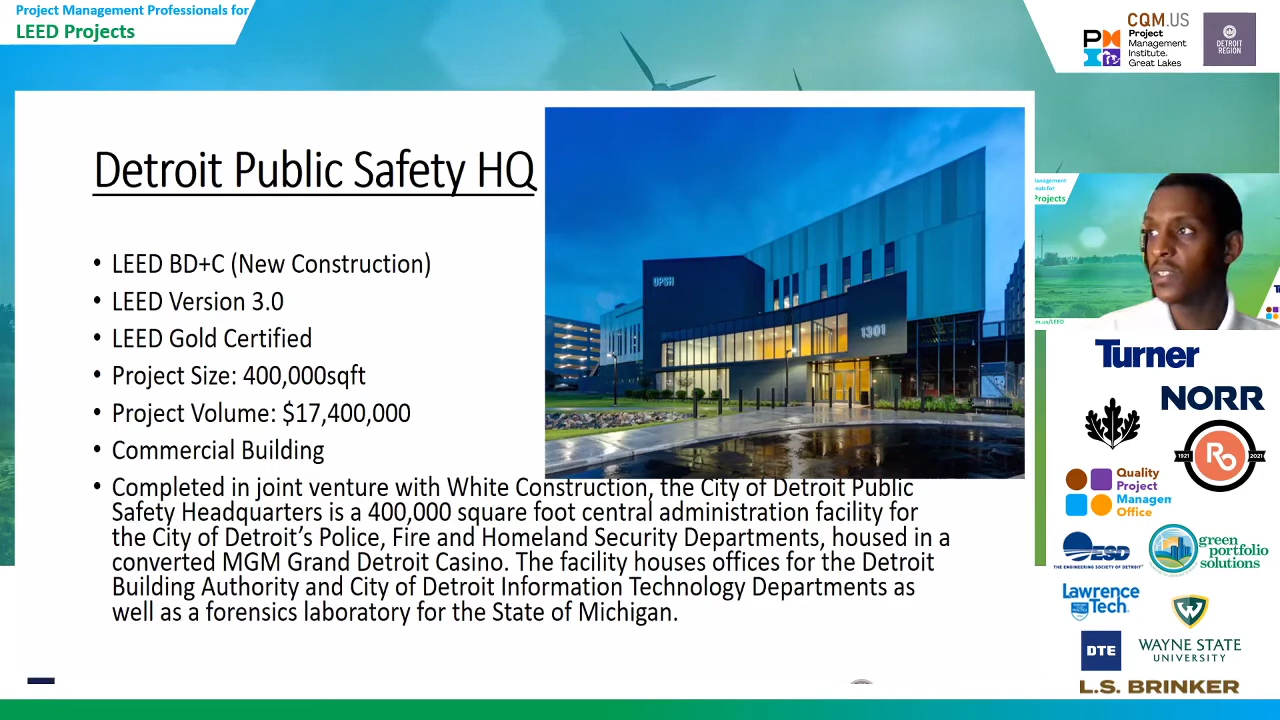 Project Management Professionals for
LEED Projects
CQM.US
Project
Management
Institute.
Great Lakes
DETROIT
REGION
Detroit Public Safety HQ
DPSH
1301
• LEED BD+C (New Construction)
• LEED Version 3.0
• LEED Gold Certified
• Project Size: 400,000sqft
• Project Volume: $17,400,000
• Commercial Building
• Completed in joint venture with White Construction, the City of Detroit Public
Safety Headquarters is a 400,000 square foot central administration facility for
the City of Detroit's Police, Fire and Homeland Security Departments, housed in a
converted MGM Grand Detroit Casino. The facility houses offices for the Detroit
Building Authority and City of Detroit Information Technology Departments as
well as a forensics laboratory for the State of Michigan.
Projects
Turner
NORR
1921
RO
2021
Quality
Project
Managem
Office
ESD
THE ENGINEERING SOCIETY OF DETROIT
green
portfolio
solutions
Lawrence
Tech
W
DTE
WAYNE STATE
UNIVERSITY
L.S. BRINKER